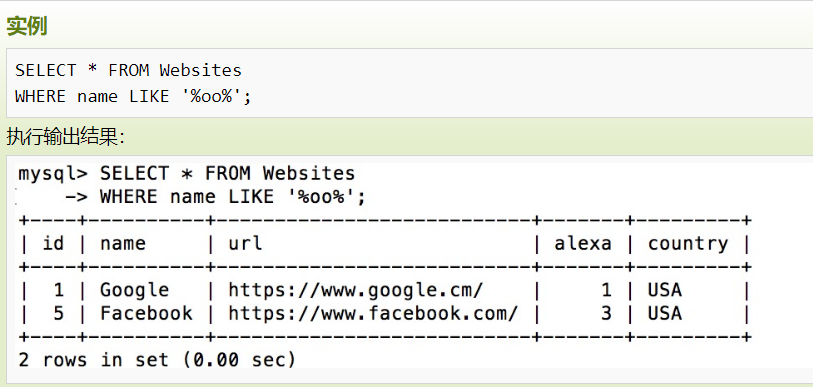 实例
SELECT * FROM Websites
WHERE name LIKE '%oo%';
执行输出结果：
mysql> SELECT * FROM Websites
    -> WHERE name LIKE '%oo%';
+----+----------+---------------------------+-------+---------+
| id | name     | url                       | alexa | country |
+----+----------+---------------------------+-------+---------+
|  1 | Google   | https://www.google.cm/    |     1 | USA     |
|  5 | Facebook | https://www.facebook.com/ |     3 | USA     |
+----+----------+---------------------------+-------+---------+
2 rows in set (0.00 sec)